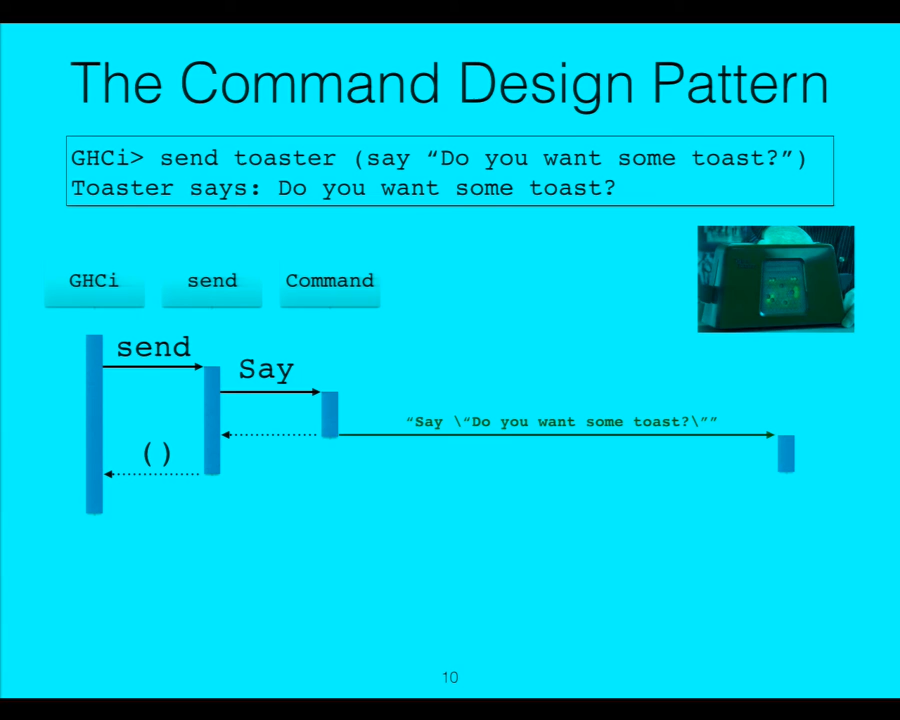 The Command Design Pattern
GHCi> send toaster (say “Do you want some toast?”)
Toaster says: Do you want some toast?
GHCi
send
Command
send
Say
“Say \“Do you want some toast?\””
()
10